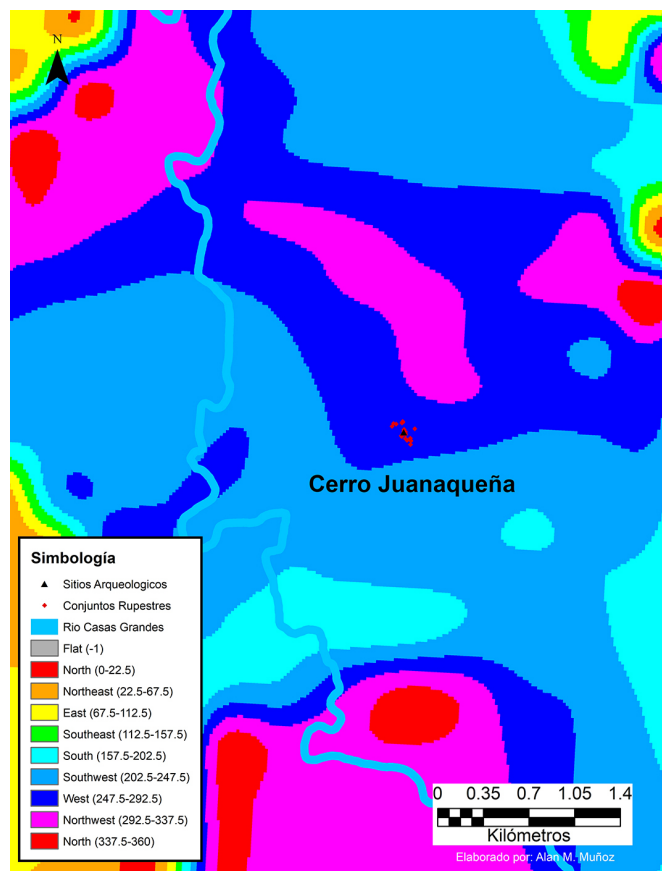 N
Cerro Juanaqueña
Simbología
Sitios Arqueologicos
Conjuntos Rupestres
Rio Casas Grandes
Flat (-1)
North (0-22.5)
Northeast (22.5-67.5)
East (67.5-112.5)
Southeast (112.5-157.5)
South (157.5-202.5)
Southwest (202.5-247.5)
West (247.5-292.5)
Northwest (292.5-337.5)
North (337.5-360)
0 0.35 0.7 1.05 1.4
Kilómetros
Elaborado por: Alan M. Muñoz